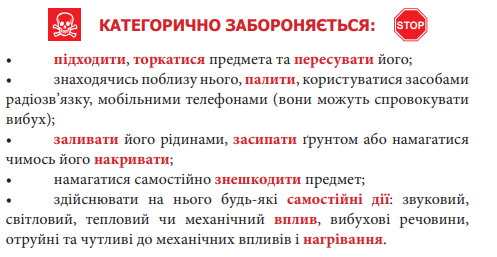 КАТЕГОРИЧНО ЗАБОРОНЯЄТЬСЯ: STOP
• підходити, торкатися предмета та пересувати його;
• знаходячись поблизу нього, палити, користуватися засобами
радіозв’язку, мобільними телефонами (вони можуть спровокувати
вибух);
• заливати його рідинами, засипати ґрунтом або намагатися
чимось його накривати;
• намагатися самостійно знешкодити предмет;
• здійснювати на нього будь-які самостійні дії: звуковий,
світловий, тепловий чи механічний вплив, вибухові речовини,
отруйні та чутливі до механічних впливів і нагрівання.